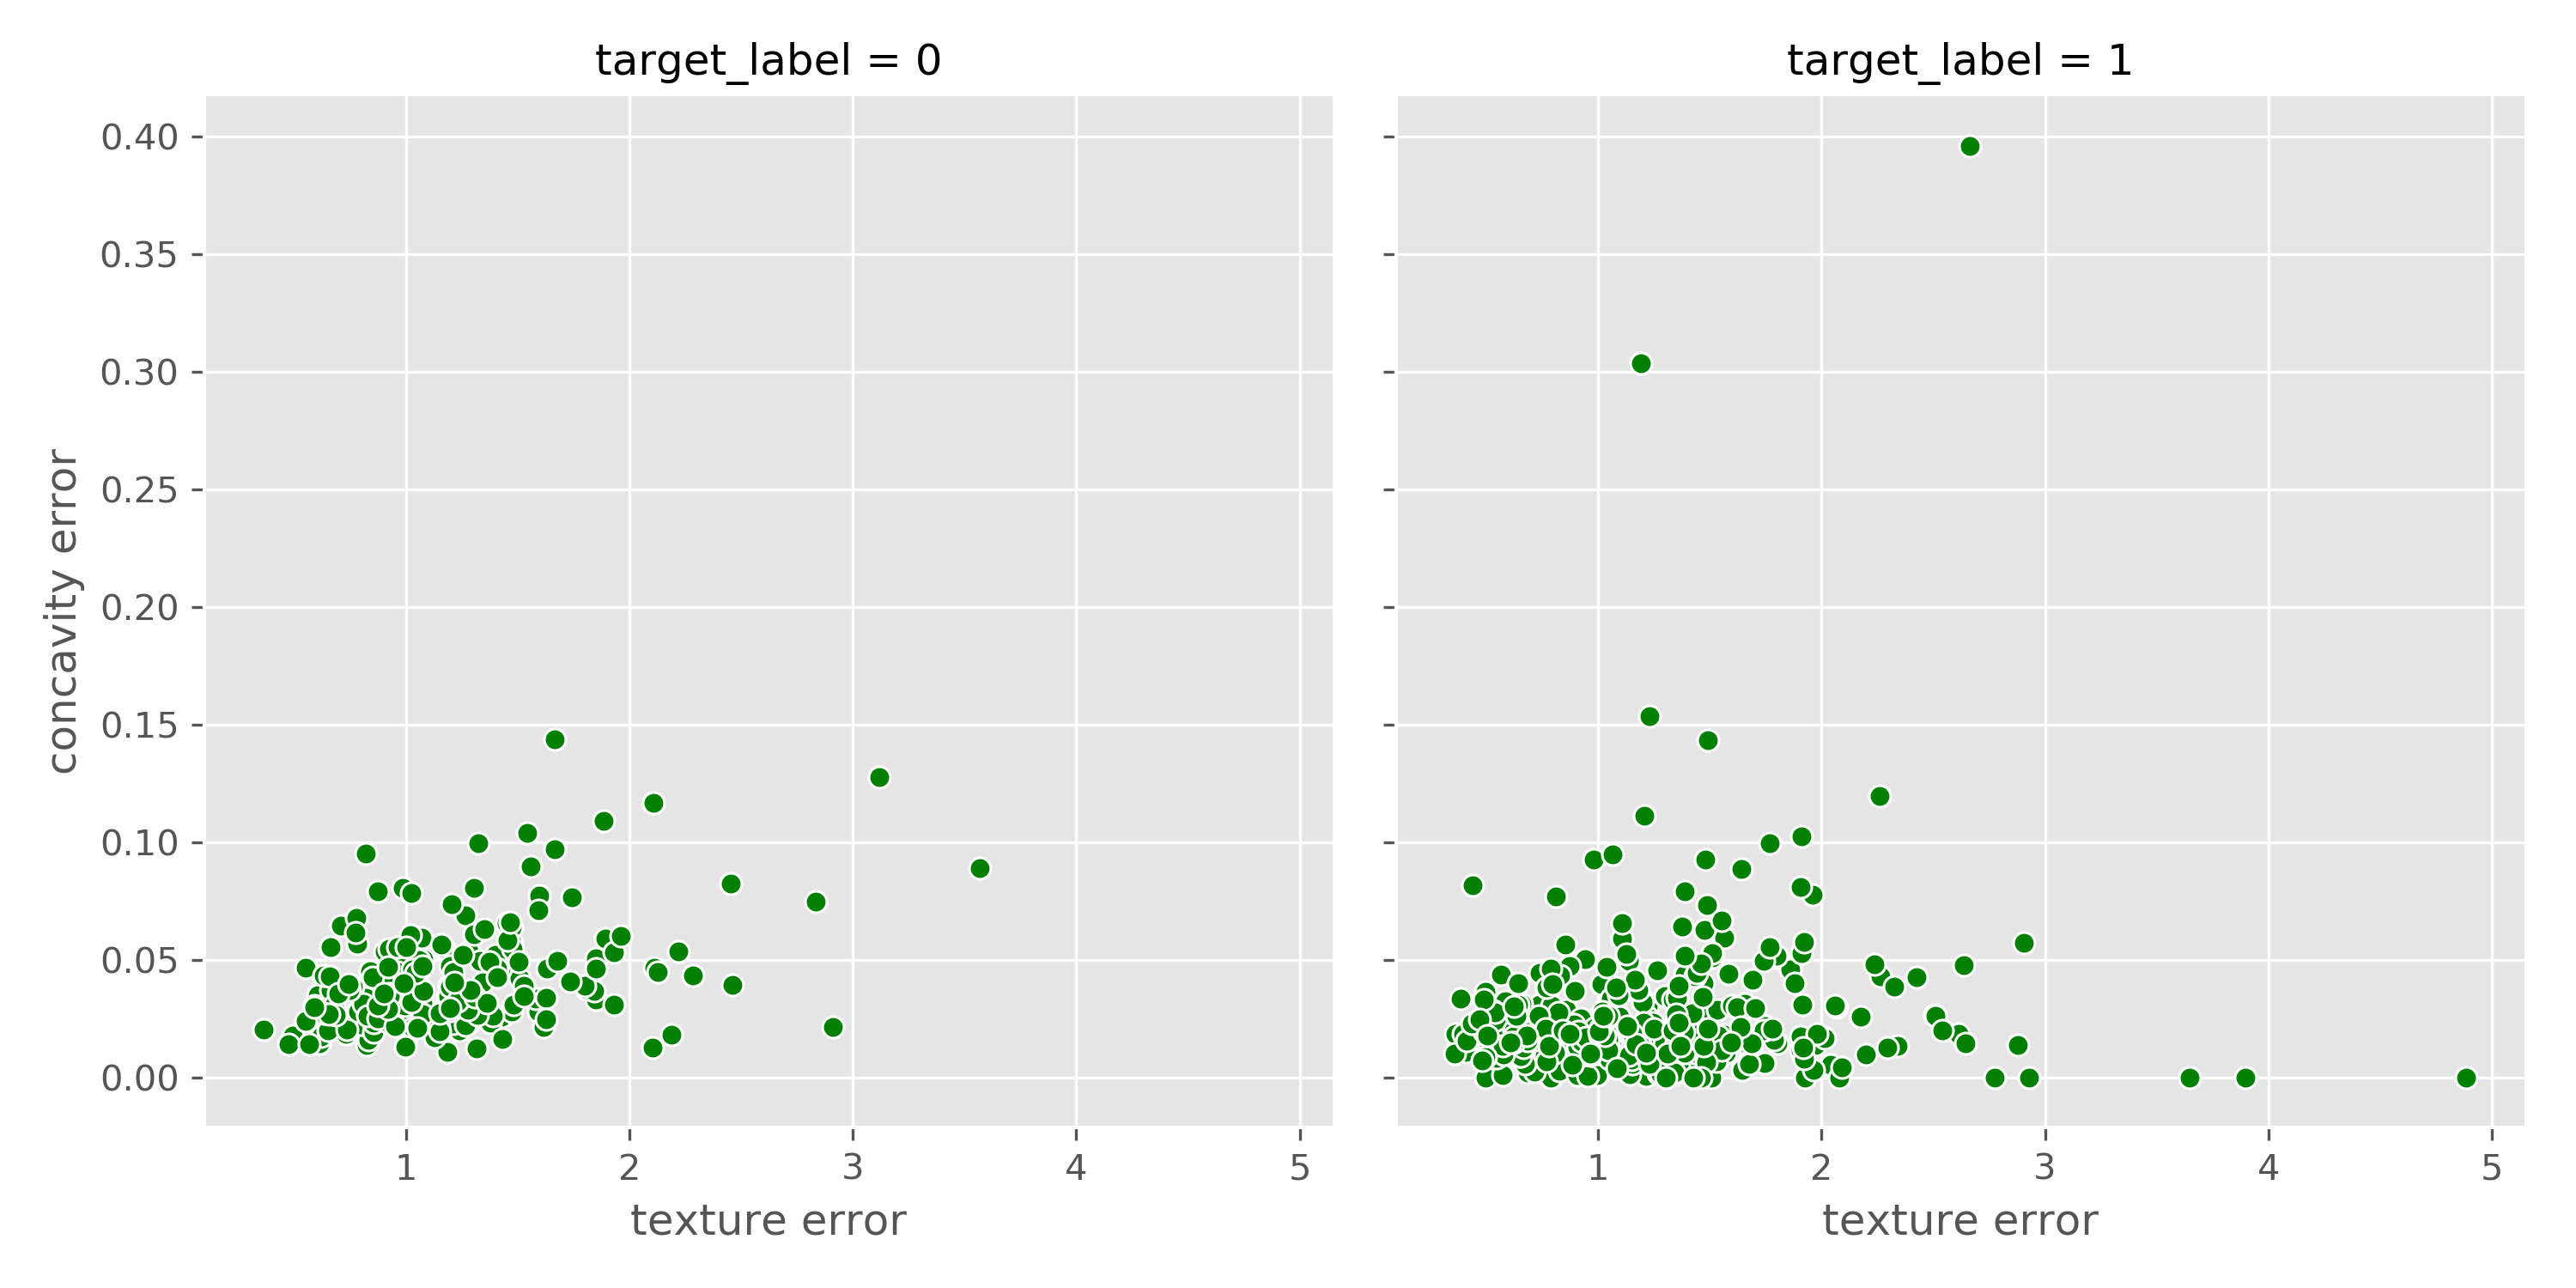 target_label = 0
target_label = 1
concavity error
0.40
0.35
0.30
0.25
0.20
0.15
0.10
0.05
0.00
1 2 3 4 5
1 2 3 4 5
texture error
texture error